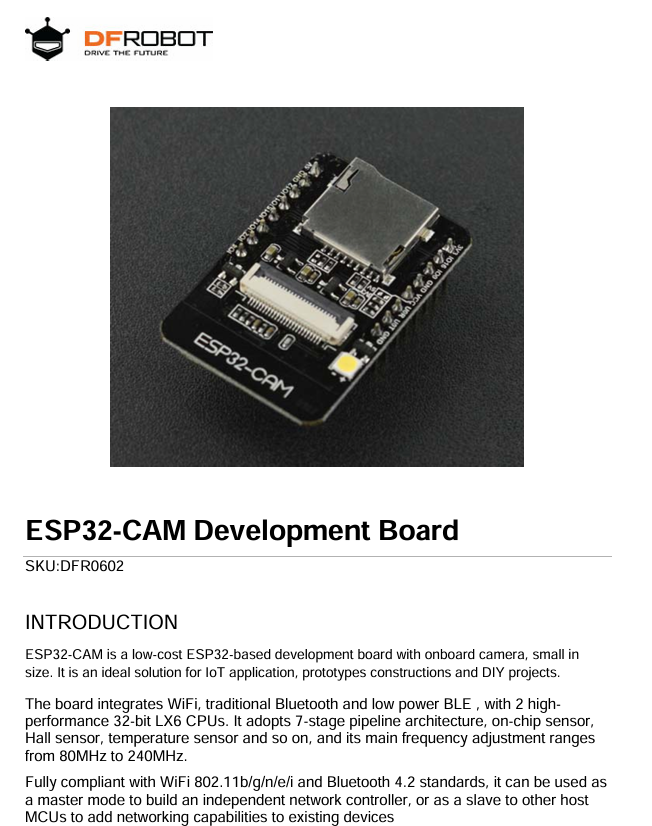 DFROBOT
DRIVE THE FUTURE
ESP32-CAM
ESP32-CAM Development Board
SKU:DFR0602
INTRODUCTION
ESP32-CAM is a low-cost ESP32-based development board with onboard camera, small in
size. It is an ideal solution for IoT application, prototypes constructions and DIY projects.
The board integrates WiFi, traditional Bluetooth and low power BLE , with 2 high-
performance 32-bit LX6 CPUs. It adopts 7-stage pipeline architecture, on-chip sensor,
Hall sensor, temperature sensor and so on, and its main frequency adjustment ranges
from 80MHz to 240MHz.
Fully compliant with WiFi 802.11b/g/n/e/i and Bluetooth 4.2 standards, it can be used as
a master mode to build an independent network controller, or as a slave to other host
MCUs to add networking capabilities to existing devices